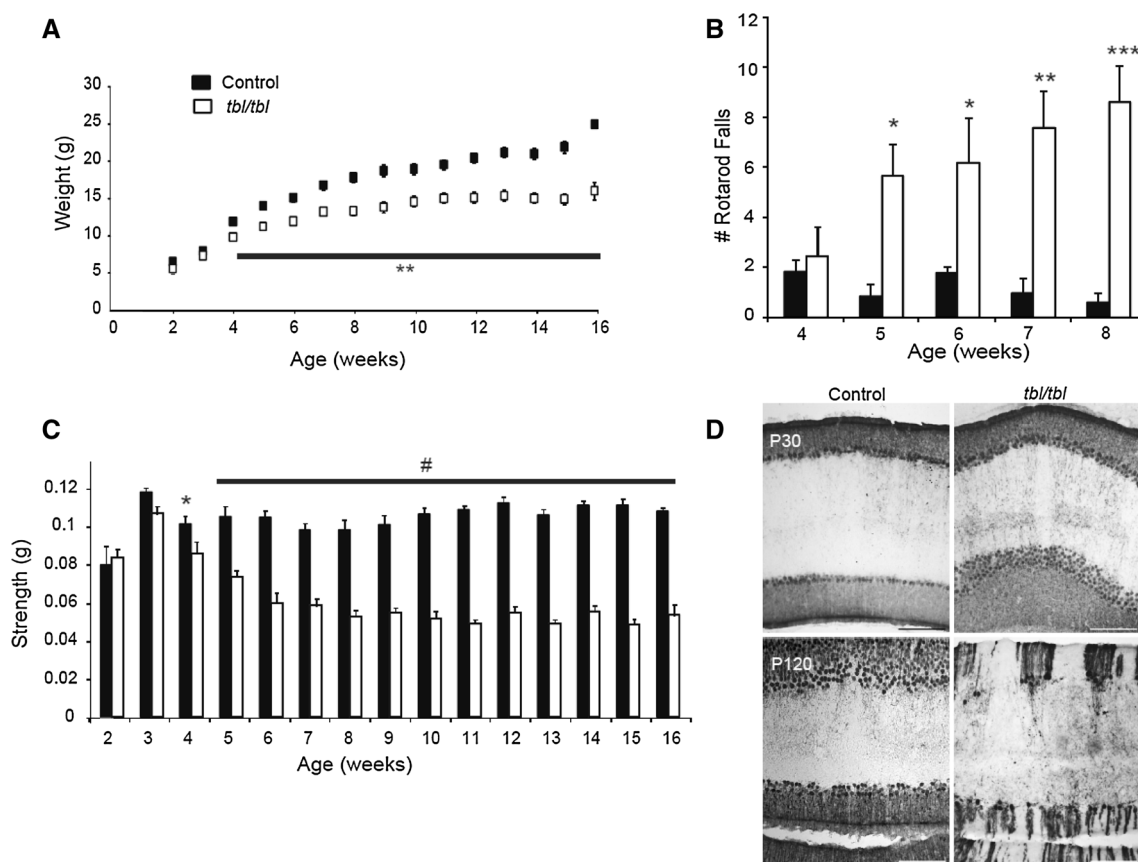 A
Control
tbl/tbl
30
25
20
15
10
5
0
Weight (g)
**
0 2 4 6 8 10 12 14 16
Age (weeks)
B
12
10
8
6
4
2
0
# Rotarod Falls
* * ** ***
4 5 6 7 8
Age (weeks)
C
#
*
0.12
0.1
0.08
0.06
0.04
0.02
0
Strength (g)
2 3 4 5 6 7 8 9 10 11 12 13 14 15 16
Age (weeks)
D
Control tbl/tbl
P30
P120